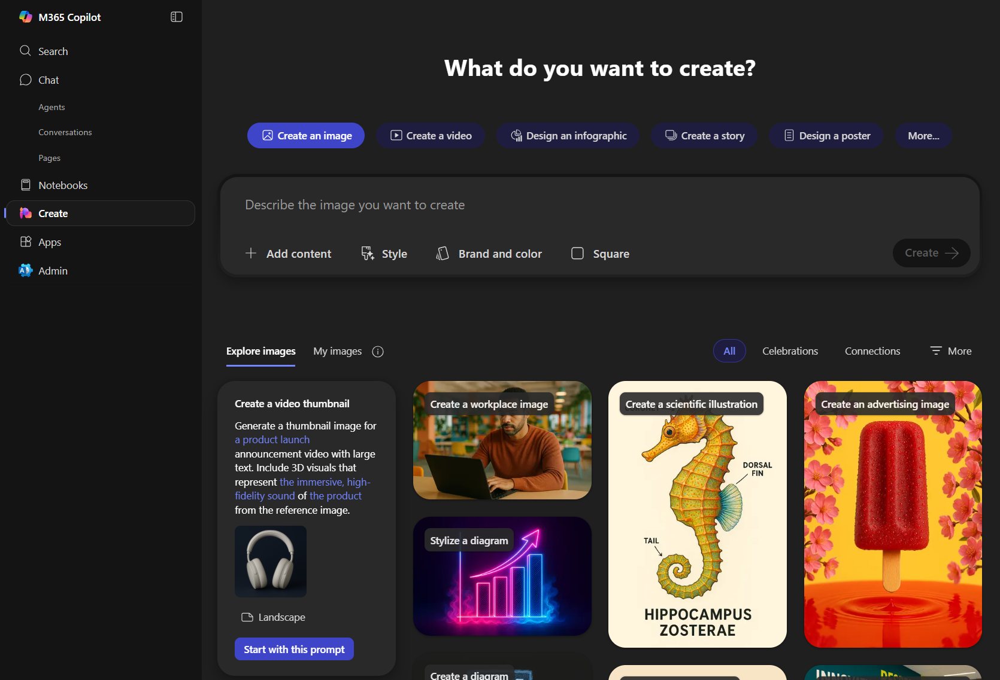 M365 Copilot
Search
Chat
Agents
Conversations
Pages
Notebooks
Create
Apps
Admin
What do you want to create?
Create an image
Create a video
Design an infographic
Create a story
Design a poster
More...
Describe the image you want to create
Add content
Style
Brand and color
Square
Create
Explore images
My images
All
Celebrations
Connections
More
Create a video thumbnail
Generate a thumbnail image for
a product launch
announcement video with large
text. Include 3D visuals that
represent the immersive, high-
fidelity sound of the product
from the reference image.
Landscape
Start with this prompt
Create a workplace image
Stylize a diagram
Create a diagram
Create a scientific illustration
DORSAL
FIN
TAIL
HIPPOCAMPUS
ZOSTERAE
Create an advertising image